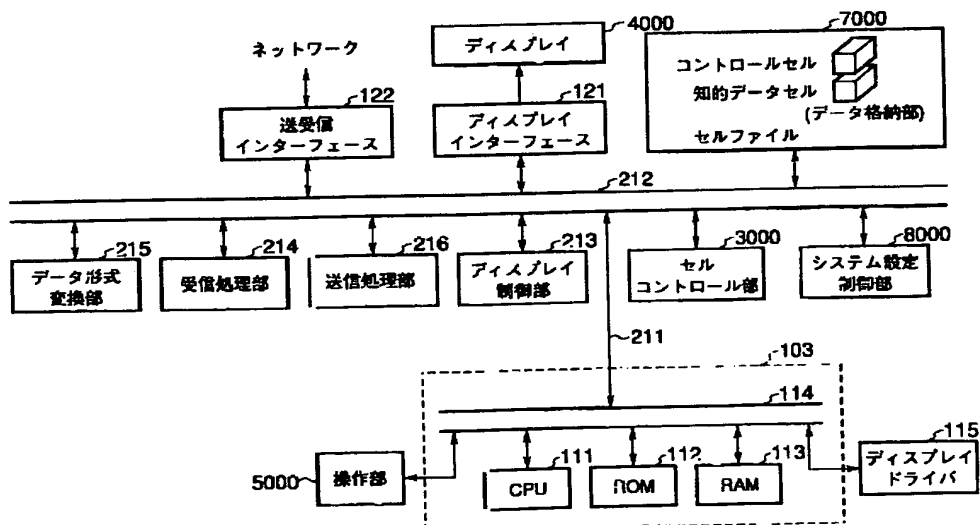 ネットワーク
122
送受信
インターフェース
ディスプレイ
4000
121
ディスプレイ
インターフェース
7000
コントロールセル
知的データセル
(データ格納部)
セルファイル
212
215
データ形式
変換部
214
受信処理部
216
送信処理部
213
ディスプレイ
制御部
3000
セル
コントロール部
8000
システム設定
制御部
211
103
114
5000
操作部
111
CPU
112
ROM
113
RAM
115
ディスプレイ
ドライバ